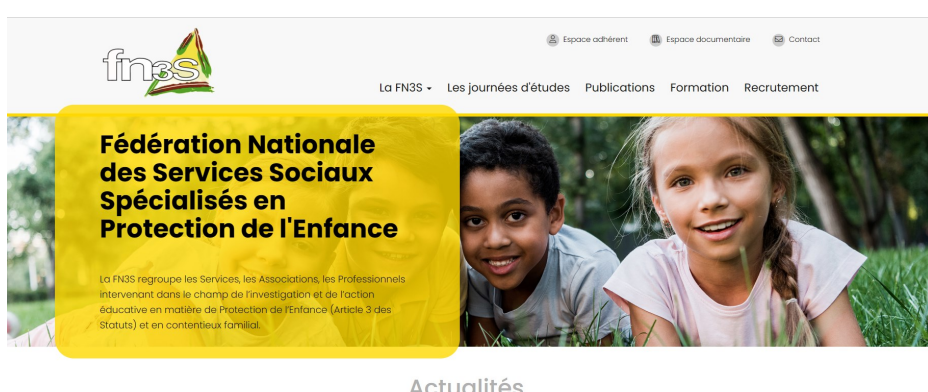 fn3s
Espace adhérent Espace documentaire Contact
La FN3S Les journées d'études Publications Formation Recrutement
Fédération Nationale
des Services Sociaux
Spécialisés en
Protection de l'Enfance
La FN3S regroupe les Services, les Associations, les Professionnels
intervenant dans le champ de l'investigation et de l'action
éducative en matière de Protection de l'Enfance (Article 3 des
Statuts) et en contentieux familial.
Actualités